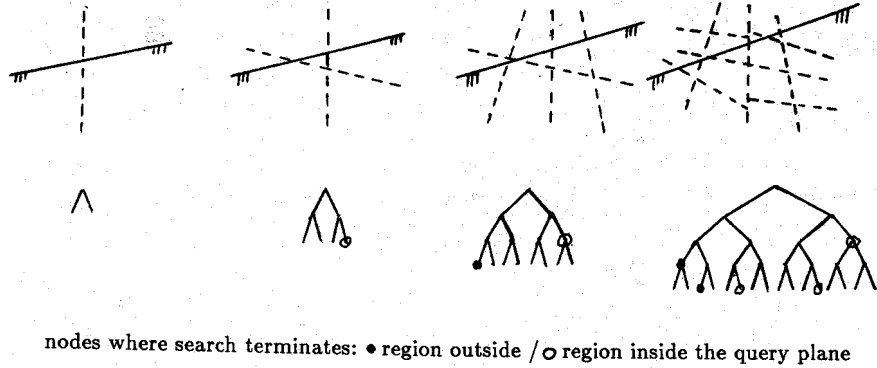 nodes where search terminates: ● region outside / o region inside the query plane